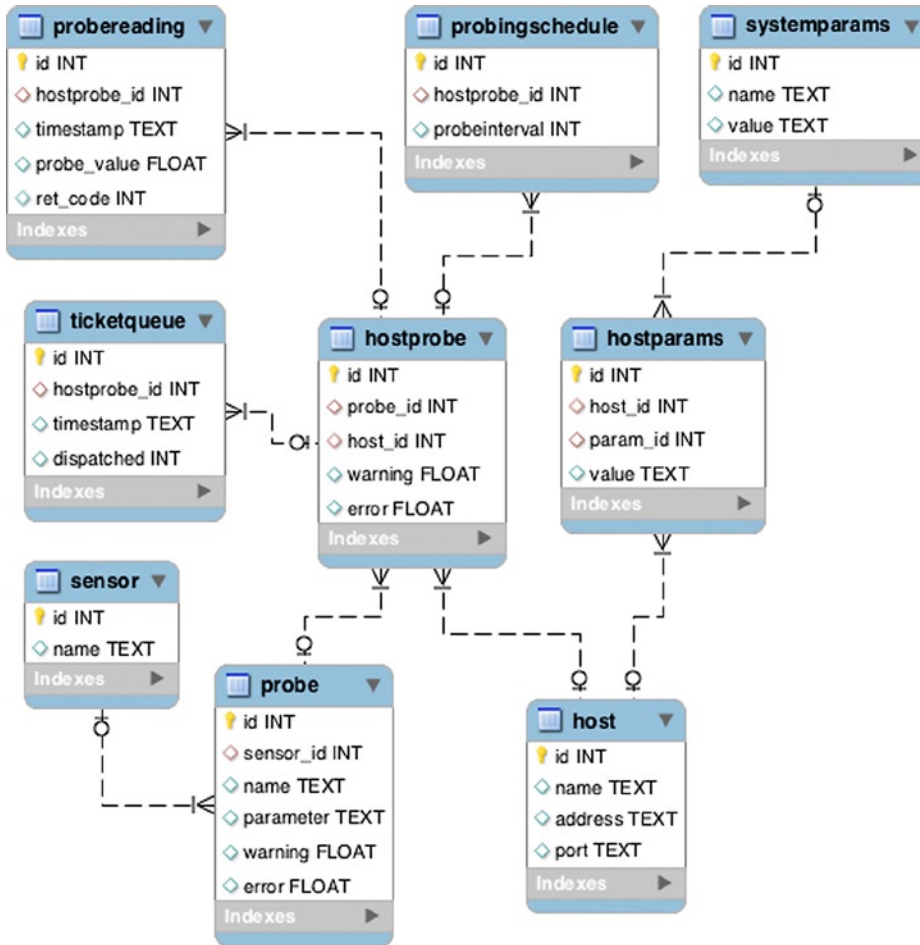 probereading
id INT
hostprobe_id INT
timestamp TEXT
probe_value FLOAT
ret_code INT
Indexes
probingschedule
id INT
hostprobe_id INT
probeinterval INT
Indexes
systemparams
id INT
name TEXT
value TEXT
Indexes
ticketqueue
id INT
hostprobe_id INT
timestamp TEXT
dispatched INT
Indexes
hostprobe
id INT
probe_id INT
host_id INT
warning FLOAT
error FLOAT
Indexes
hostparams
id INT
host_id INT
param_id INT
value TEXT
Indexes
sensor
id INT
name TEXT
Indexes
probe
id INT
sensor_id INT
name TEXT
parameter TEXT
warning FLOAT
error FLOAT
Indexes
host
id INT
name TEXT
address TEXT
port TEXT
Indexes